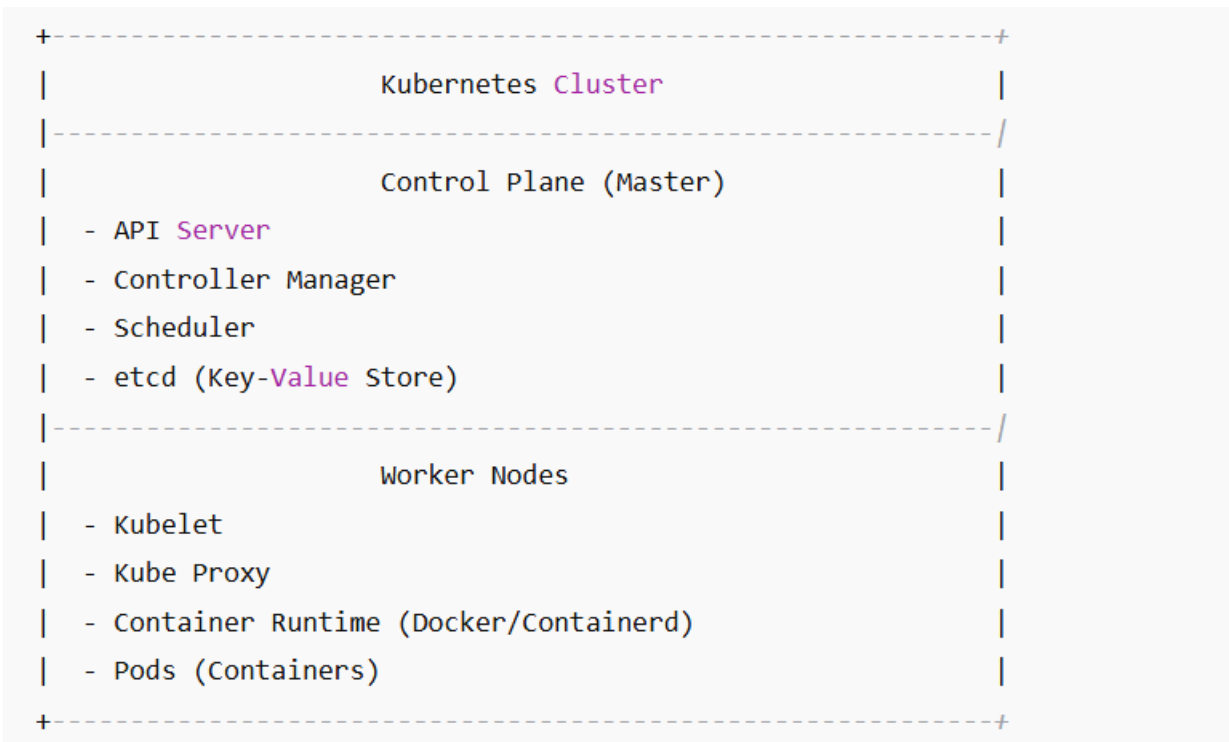 +------------------------------------------------------------+
|                     Kubernetes Cluster                     |
|------------------------------------------------------------|
|                     Control Plane (Master)                 |
|  - API Server                                              |
|  - Controller Manager                                      |
|  - Scheduler                                               |
|  - etcd (Key-Value Store)                                  |
|------------------------------------------------------------|
|                     Worker Nodes                           |
|  - Kubelet                                                 |
|  - Kube Proxy                                              |
|  - Container Runtime (Docker/Containerd)                   |
|  - Pods (Containers)                                       |
+------------------------------------------------------------+